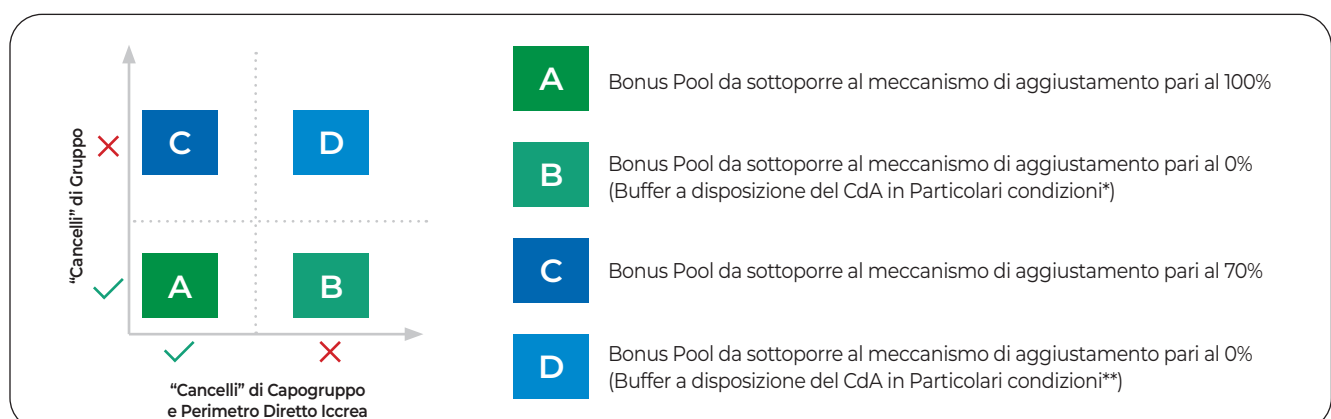 "Cancelli" di Gruppo
C
D
A
B
"Cancelli" di Capogruppo
e Perimetro Diretto Iccrea
A
Bonus Pool da sottoporre al meccanismo di aggiustamento pari al 100%
B
Bonus Pool da sottoporre al meccanismo di aggiustamento pari al 0%
(Buffer a disposizione del CdA in Particolari condizioni*)
C
Bonus Pool da sottoporre al meccanismo di aggiustamento pari al 70%
D
Bonus Pool da sottoporre al meccanismo di aggiustamento pari al 0%
(Buffer a disposizione del CdA in Particolari condizioni**)